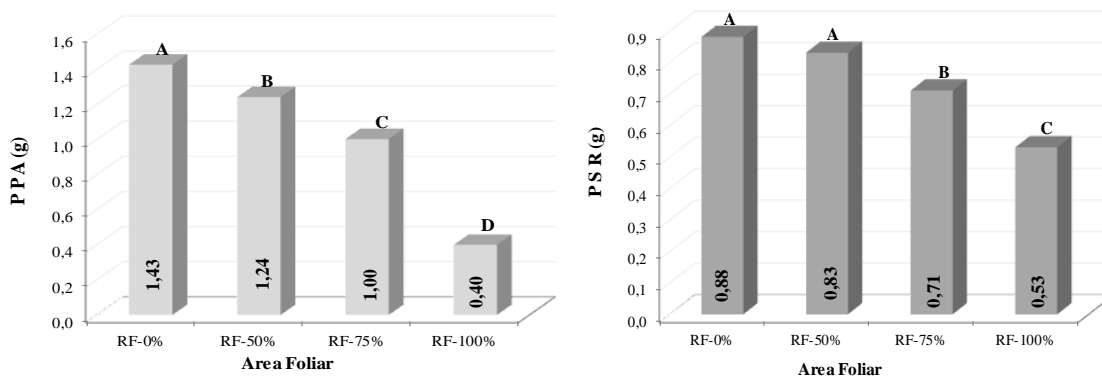 PPA (g)
1,6
1,4
1,2
1,0
0,8
0,6
0,4
0,2
0,0
A
B
C
D
1,43
1,24
1,00
0,40
RF-0%
RF-50%
RF-75%
RF-100%
Area Foliar
PSR (g)
0,9
0,8
0,7
0,6
0,5
0,4
0,3
0,2
0,1
0,0
A
A
B
C
0,88
0,83
0,71
0,53
RF-0%
RF-50%
RF-75%
RF-100%
Area Foliar